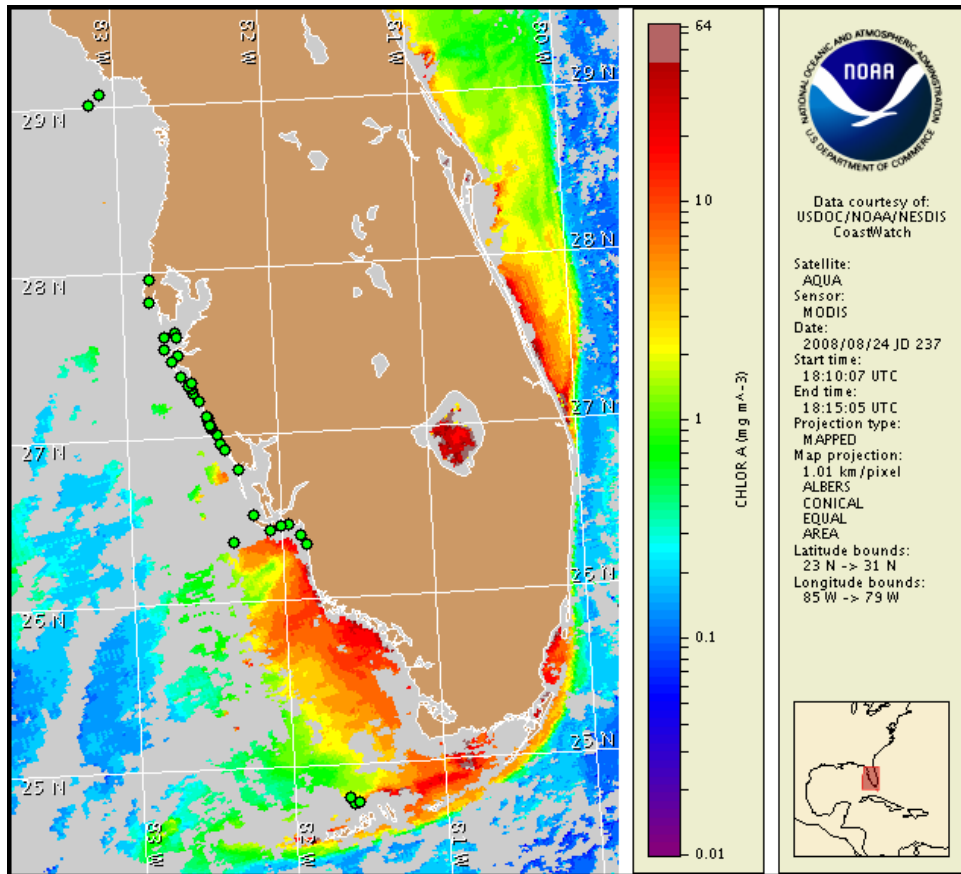 83 W
82 W
81 W
80 W
29 N
29 N
28 N
28 N
27 N
27 N
26 N
26 N
25 N
25 N
83 W
82 W
81 W
64
10
1
0.1
0.01
CHLOR A (mg m^-3)
NATIONAL OCEANIC AND ATMOSPHERIC ADMINISTRATION
NOAA
U.S. DEPARTMENT OF COMMERCE
Data courtesy of:
USDOC/NOAA/NESDIS
CoastWatch
Satellite:
AQUA
Sensor:
MODIS
Date:
2008/08/24 JD 237
Start time:
18:10:07 UTC
End time:
18:15:05 UTC
Projection type:
MAPPED
Map projection:
1.01 km/pixel
ALBERS
CONICAL
EQUAL
AREA
Latitude bounds:
23 N -> 31 N
Longitude bounds:
85 W -> 79 W